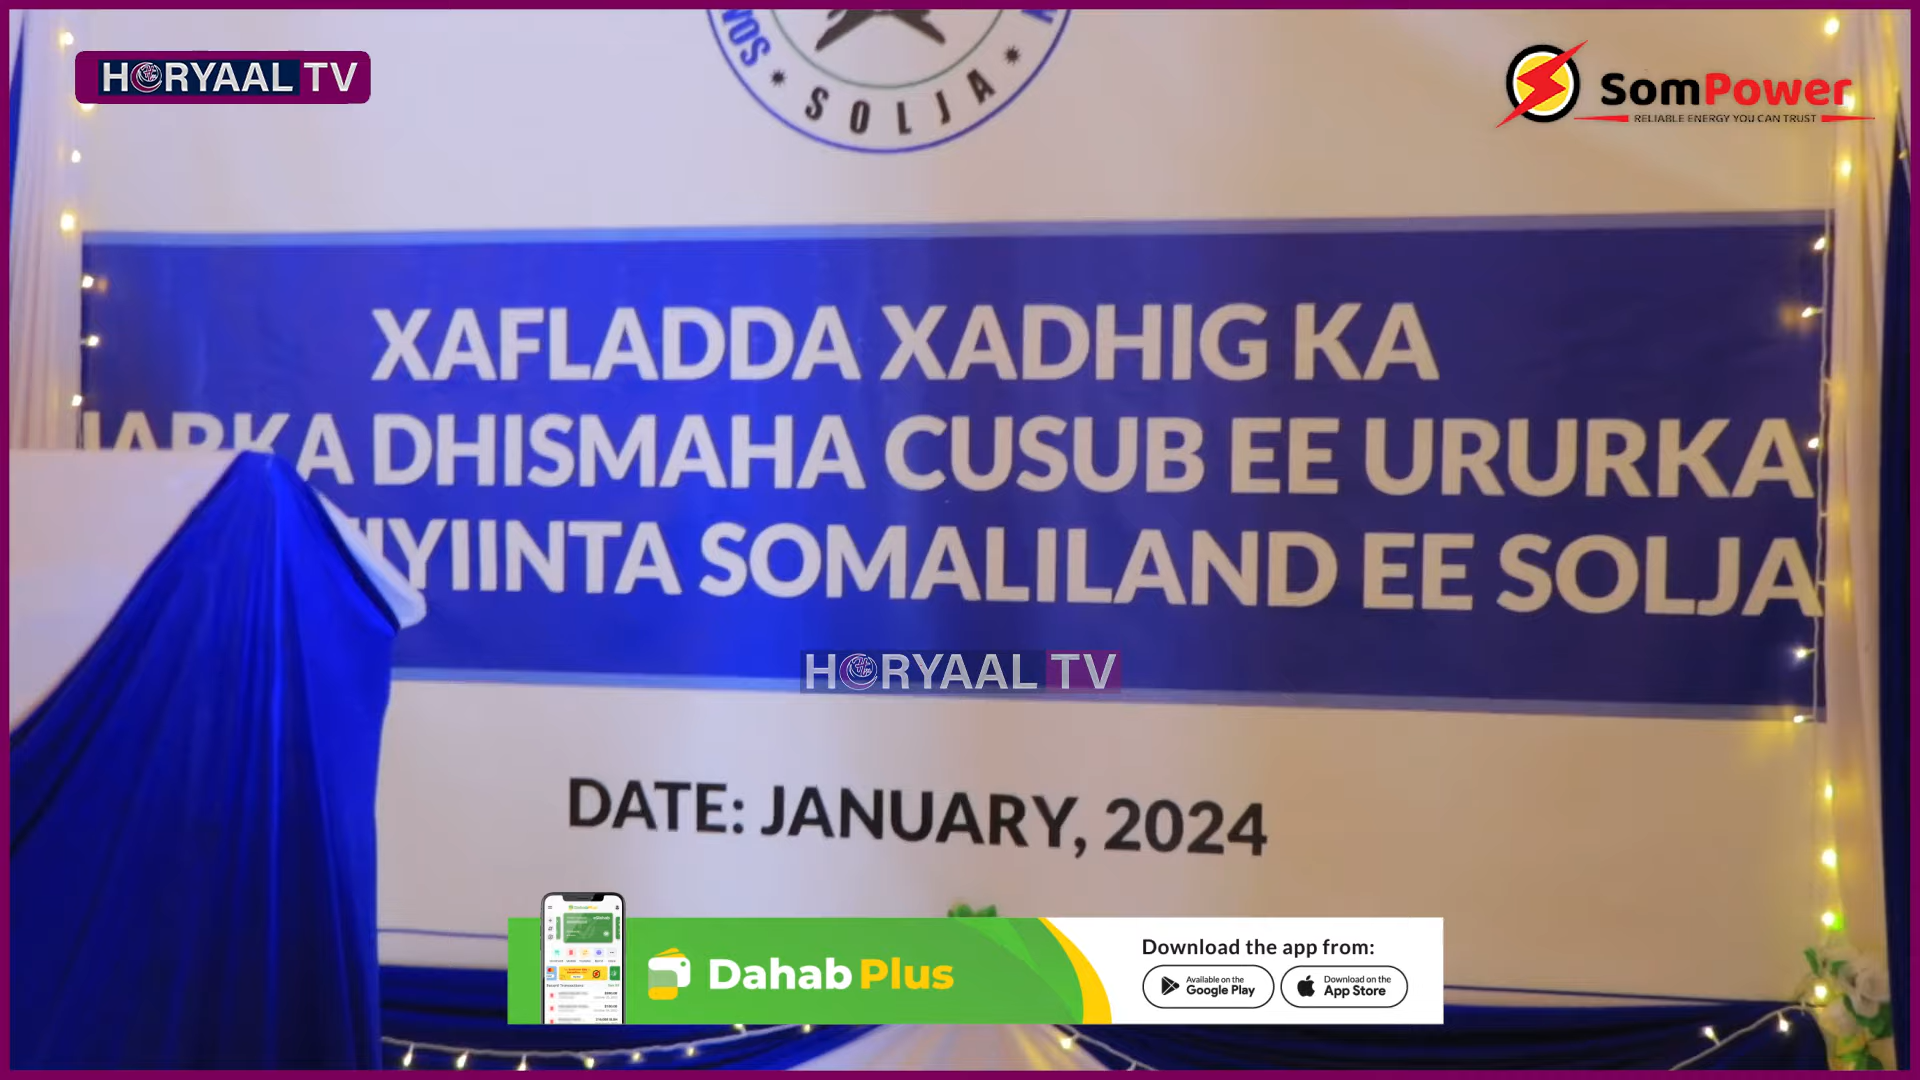 HORYAAL TV
SomPower
RELIABLE ENERGY YOU CAN TRUST
SOLJA
XAFLADDA XADHIG KA
DHISMAHA CUSUB EE URURKA
SOMALILAND EE SOLJA
HORYAAL TV
DATE: JANUARY, 2024
Dahab Plus
Download the app from:
Available on the
Google Play
Download on the
App Store